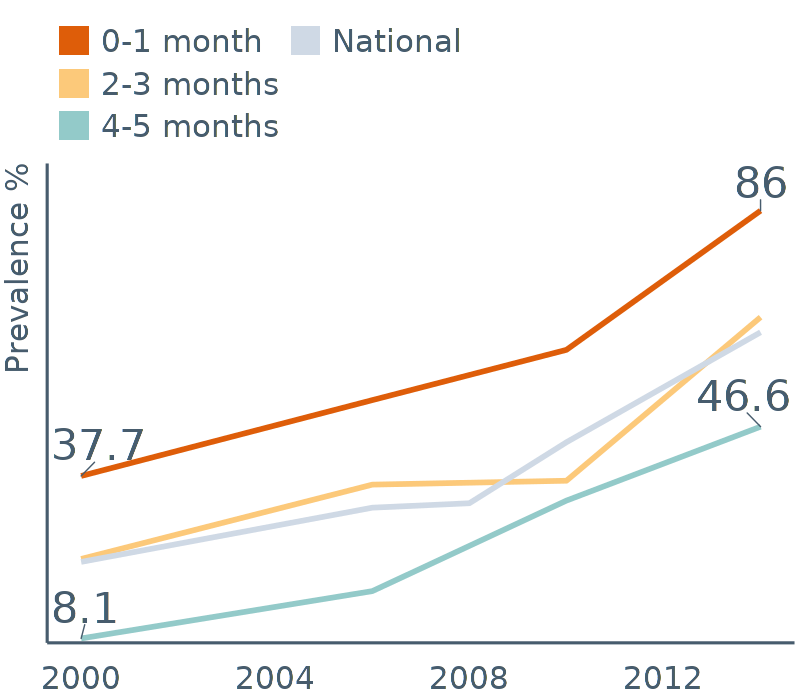 0-1 month
National
2-3 months
4-5 months
Prevalence %
86
46.6
37.7
8.1
2000 2004 2008 2012